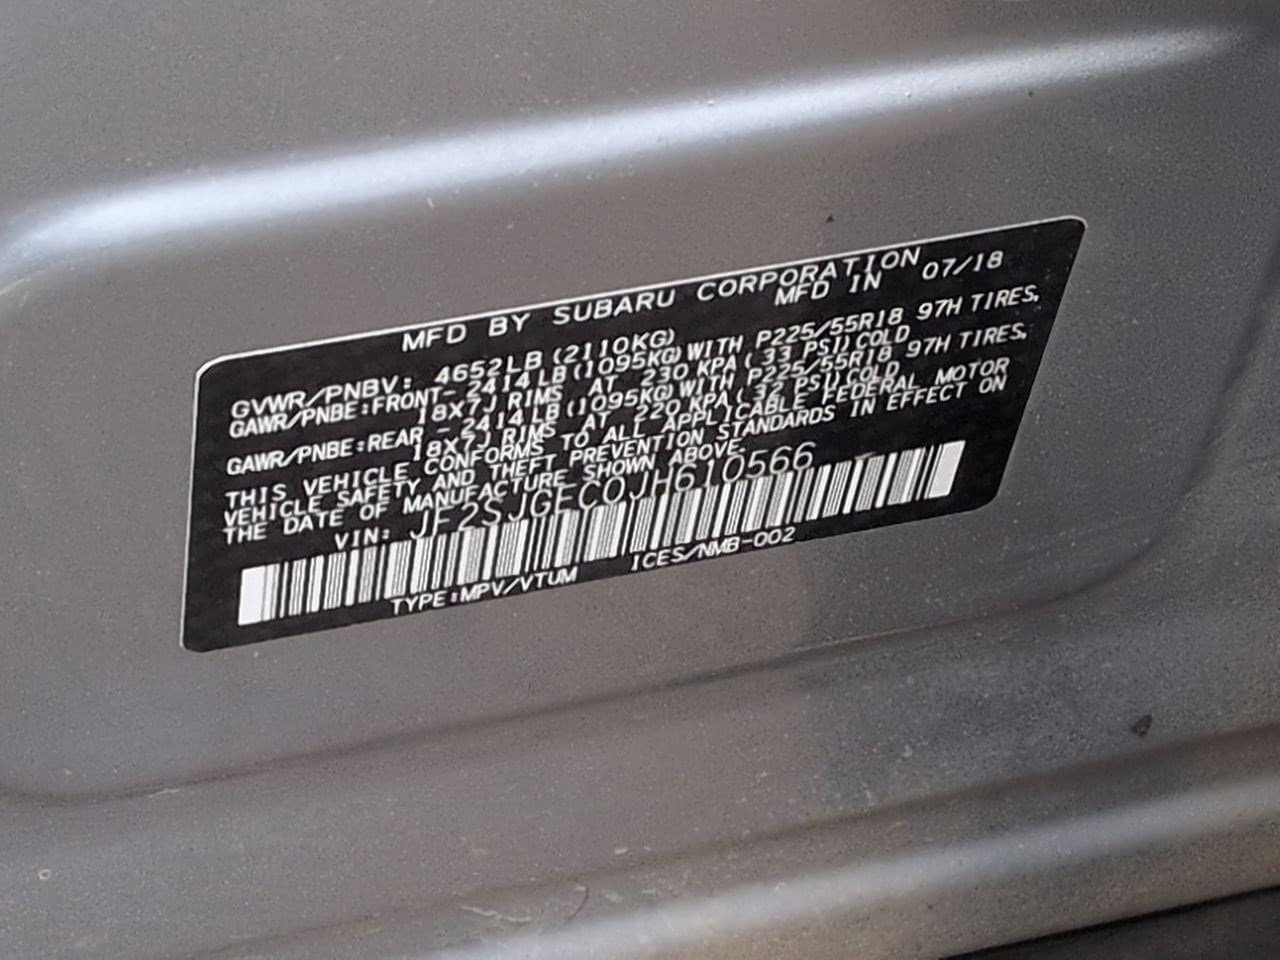 MFD BY SUBARU CORPORATION
MFD IN 07/18
GVWR/PNBV: 4652LB (2110KG)
GAWR/PNBE:FRONT- 2414LB (1095KG) WITH P225/55R18 97H TIRES,
18X7J RIMS AT 230 KPA ( 33 PSI) COLD
GAWR/PNBE:REAR - 2414LB (1095KG) WITH P225/55R18 97H TIRES,
18X7J RIMS AT 220 KPA ( 32 PSI) COLD
THIS VEHICLE CONFORMS TO ALL APPLICABLE FEDERAL MOTOR
VEHICLE SAFETY AND THEFT PREVENTION STANDARDS IN EFFECT ON
THE DATE OF MANUFACTURE SHOWN ABOVE.
VIN: JF2SJGEC0JH610566
TYPE:MPV/VTUM ICES/NMB-002